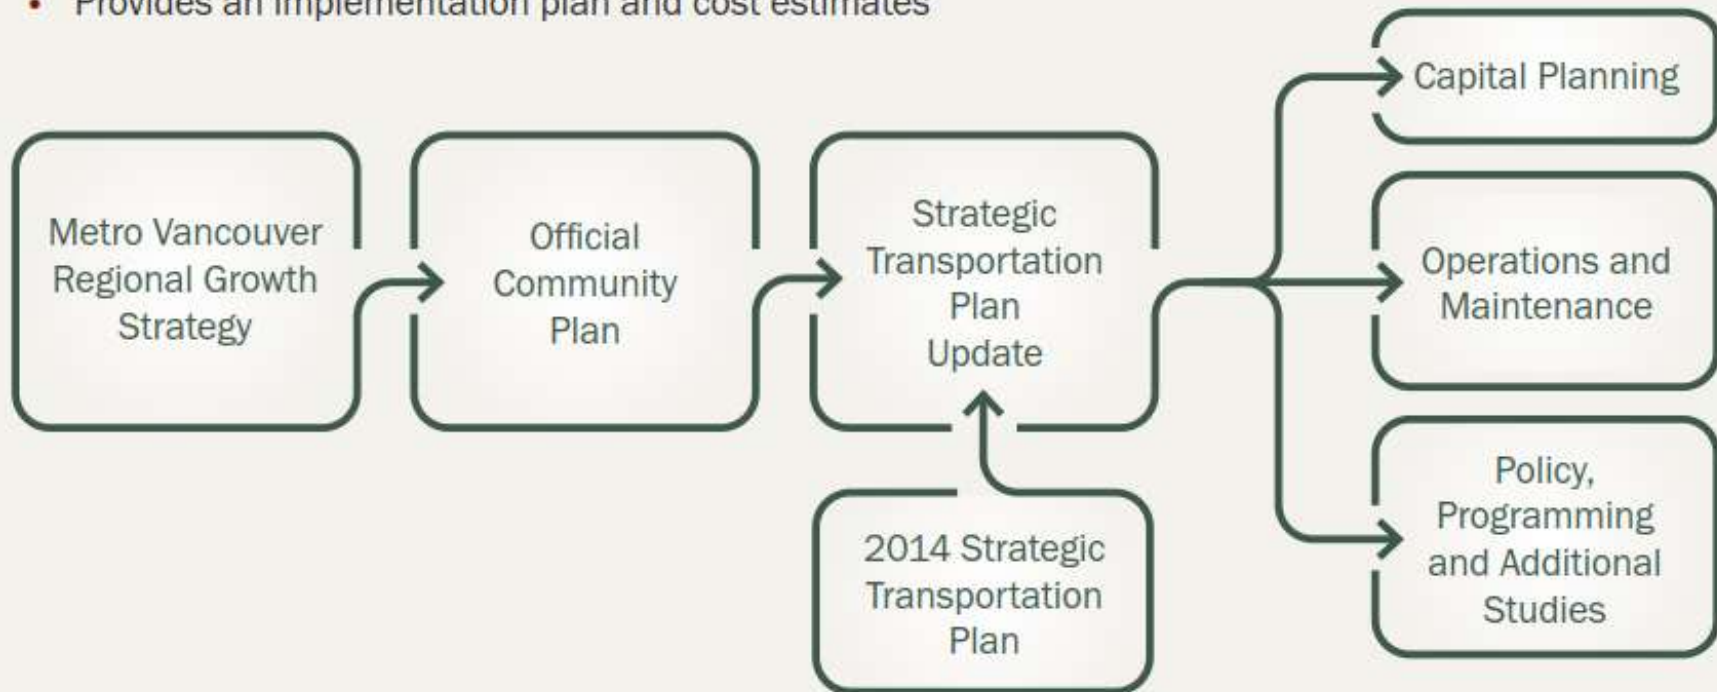 • Provides an implementation plan and cost estimates
Metro Vancouver
Regional Growth
Strategy
Official
Community
Plan
Strategic
Transportation
Plan
Update
2014 Strategic
Transportation
Plan
Capital Planning
Operations and
Maintenance
Policy,
Programming
and Additional
Studies